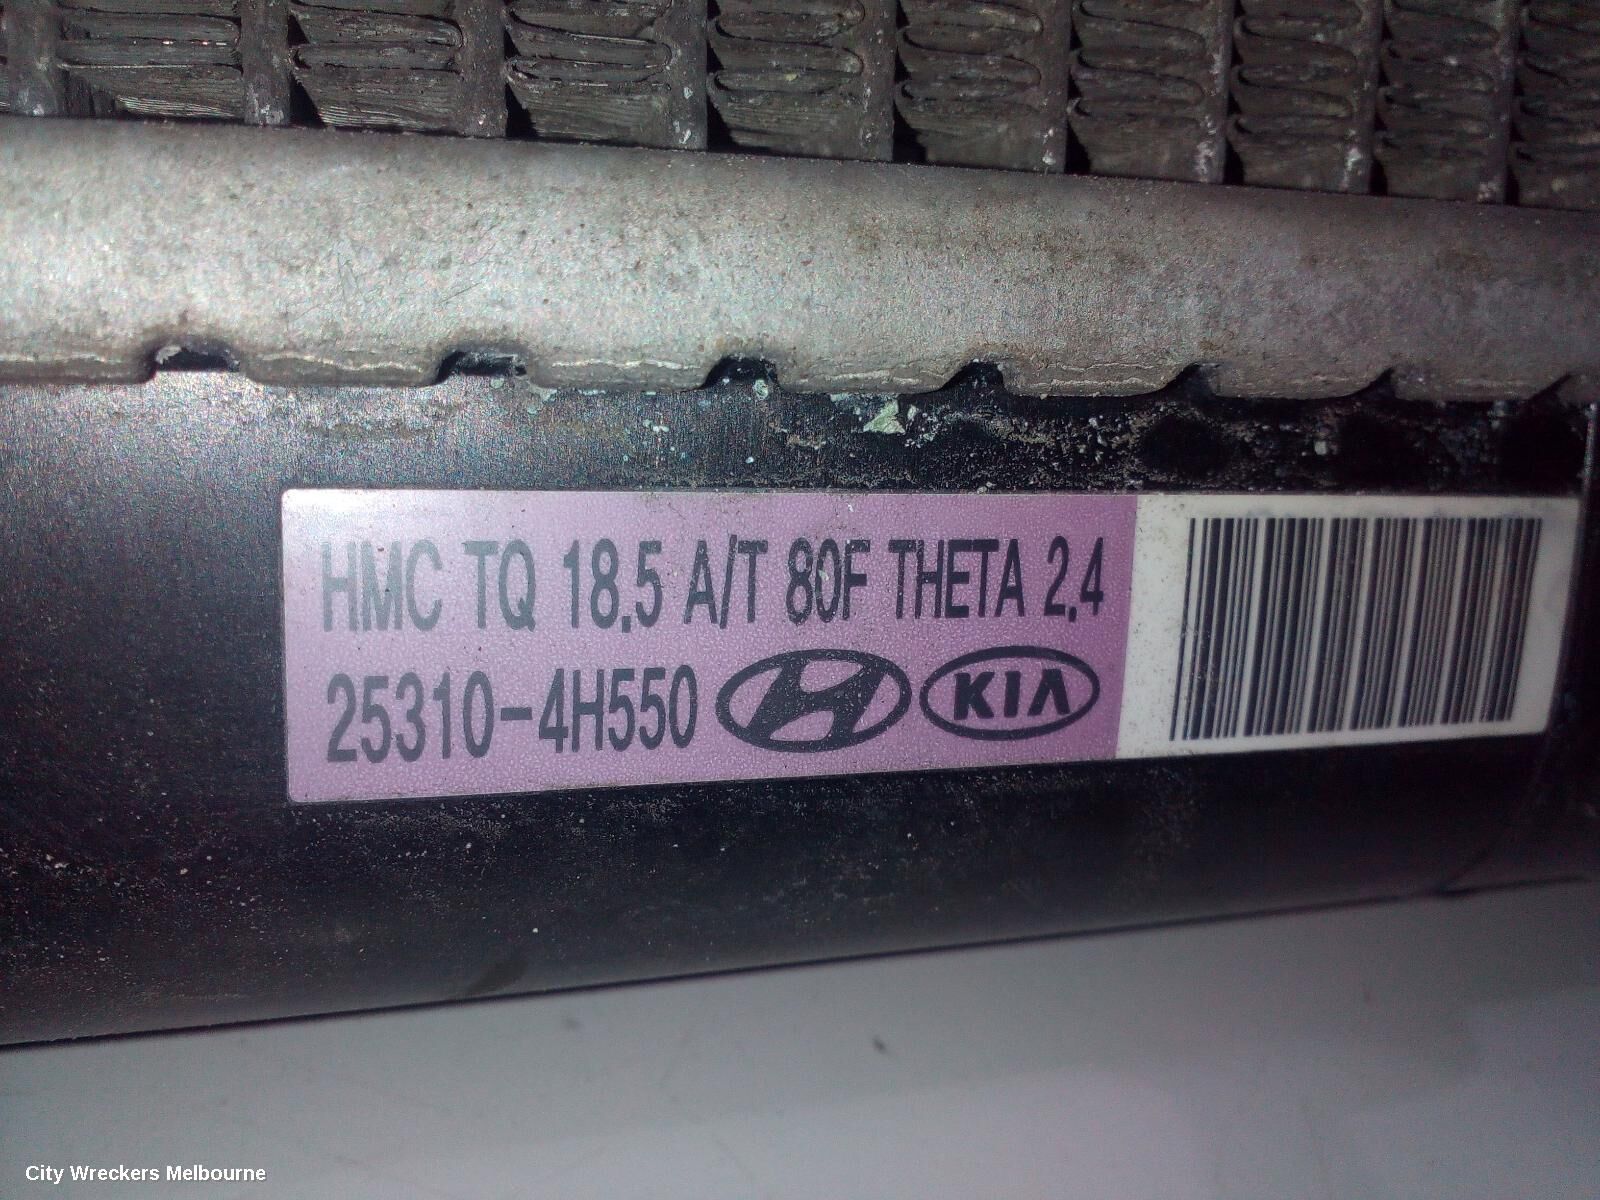 HMC TQ 18.5 A/T 80F THETA 2.4
25310-4H550 KIA
City Wreckers Melbourne